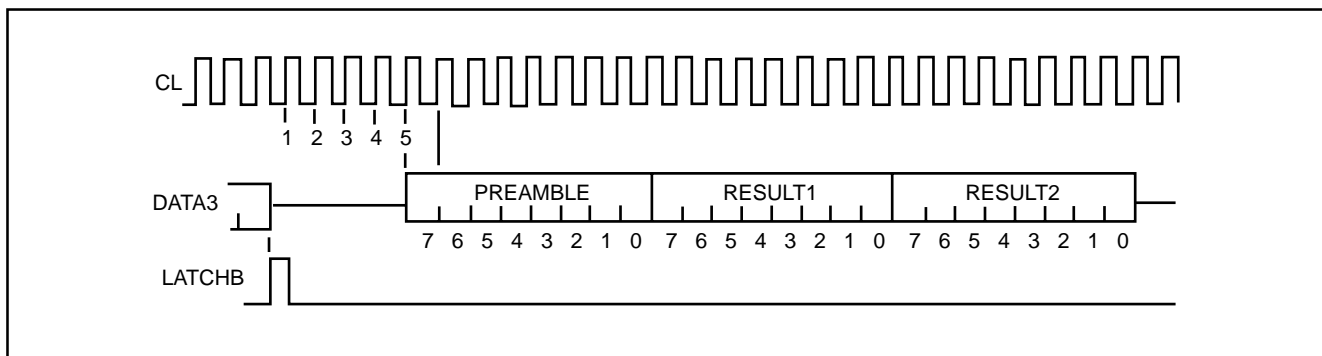 CL
1 2 3 4 5
DATA3
PREAMBLE RESULT1 RESULT2
7 6 5 4 3 2 1 0 7 6 5 4 3 2 1 0 7 6 5 4 3 2 1 0
LATCHB